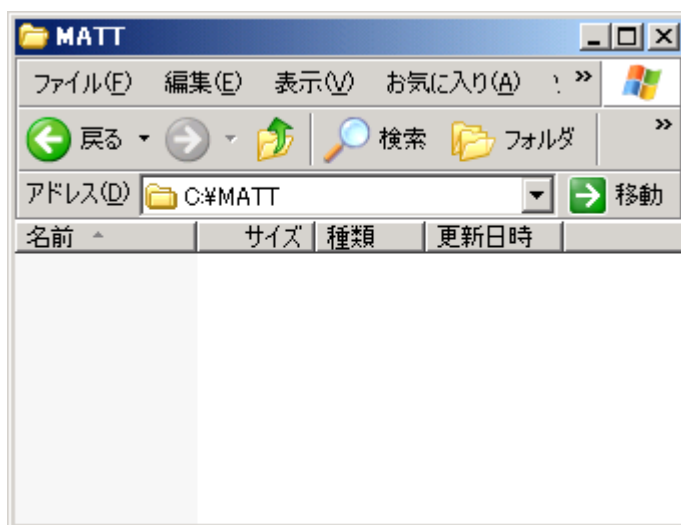 MATT
ファイル(F) 編集(E) 表示(V) お気に入り(A) »
戻る 検索 フォルダ »
アドレス(D) C:¥MATT 移動
名前 サイズ 種類 更新日時